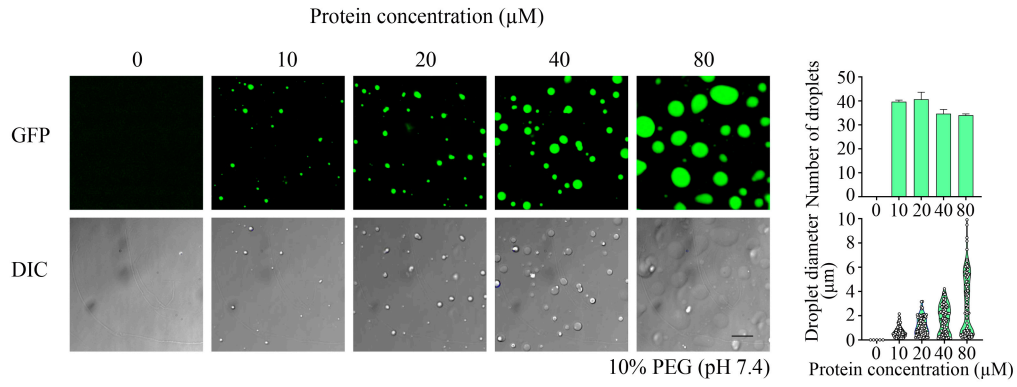 Protein concentration (µM)
0 10 20 40 80
GFP
DIC
10% PEG (pH 7.4)
Number of droplets
50
40
30
20
10
0
0 10 20 40 80
Droplet diameter
(µm)
10
8
6
4
2
0
0 10 20 40 80
Protein concentration (µM)